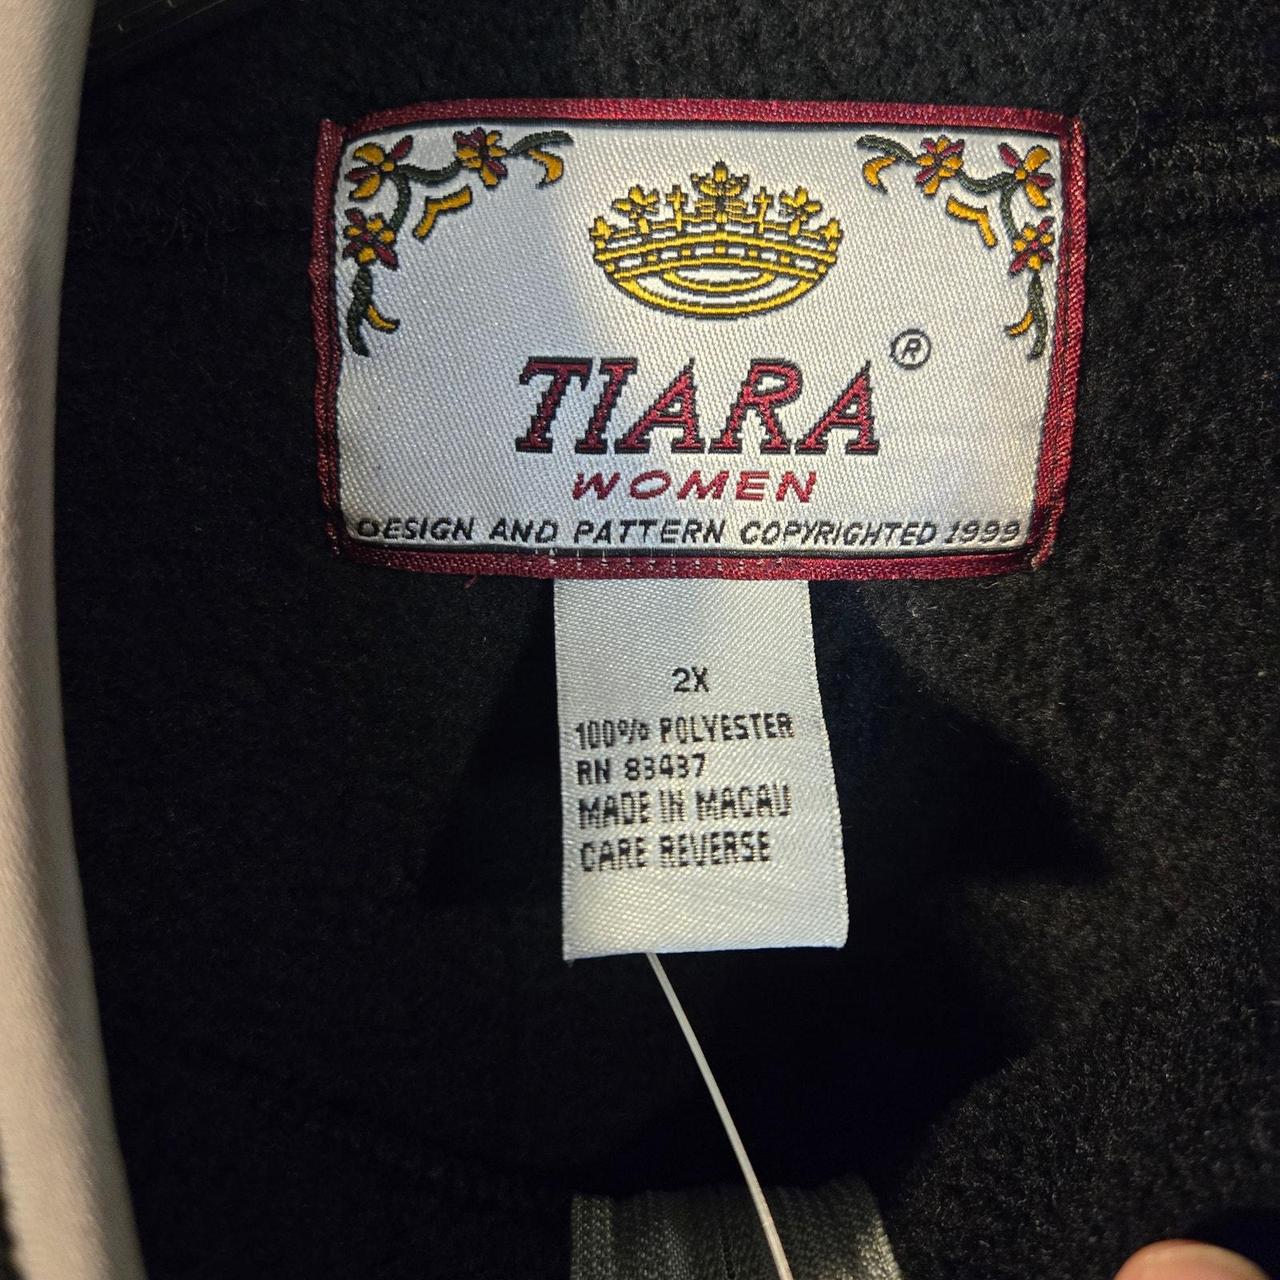 TIARA ®
WOMEN
DESIGN AND PATTERN COPYRIGHTED 1999
2X
100% POLYESTER
RN 83437
MADE IN MACAU
CARE REVERSE